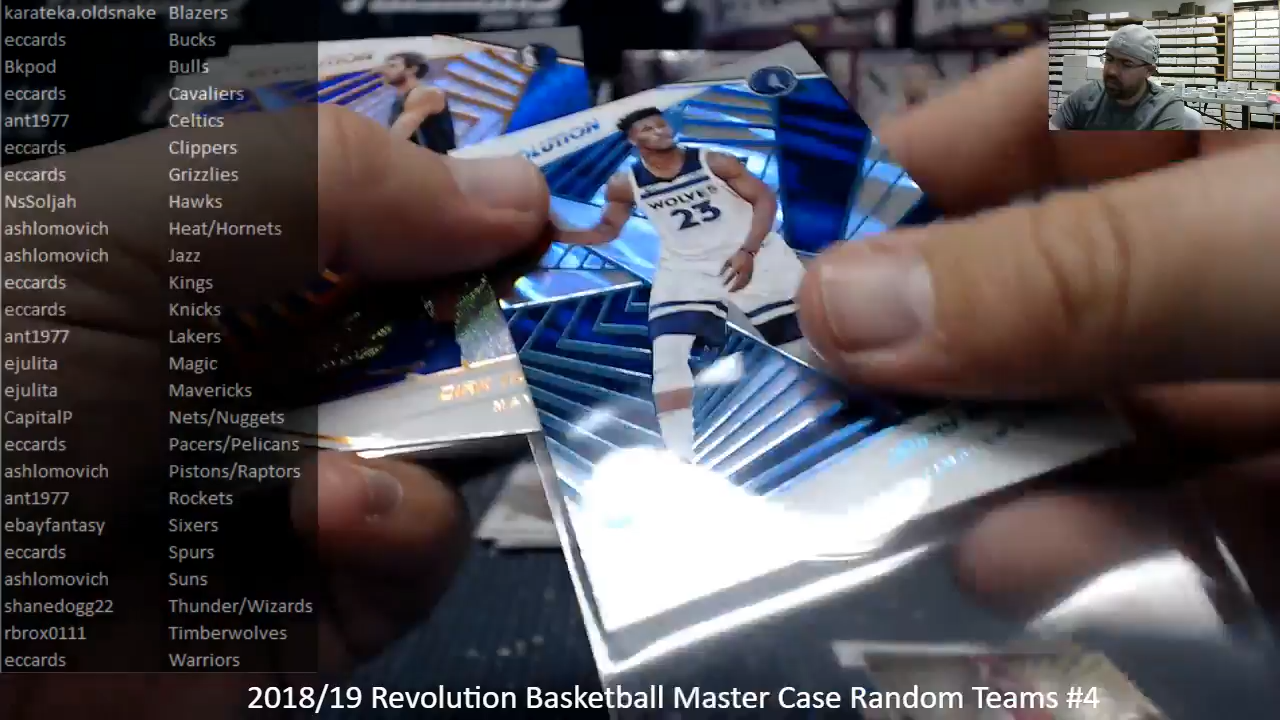 karateka.oldsnake Blazers
eccards Bucks
Bkpod Bulls
eccards Cavaliers
ant1977 Celtics
eccards Clippers
eccards Grizzlies
NsSoljah Hawks
ashlomovich Heat/Hornets
ashlomovich Jazz
eccards Kings
eccards Knicks
ant1977 Lakers
ejulita Magic
ejulita Mavericks
CapitalP Nets/Nuggets
eccards Pacers/Pelicans
ashlomovich Pistons/Raptors
ant1977 Rockets
ebayfantasy Sixers
eccards Spurs
ashlomovich Suns
shanedogg22 Thunder/Wizards
rbrox0111 Timberwolves
eccards Warriors
WOLVES
23
2018/19 Revolution Basketball Master Case Random Teams #4